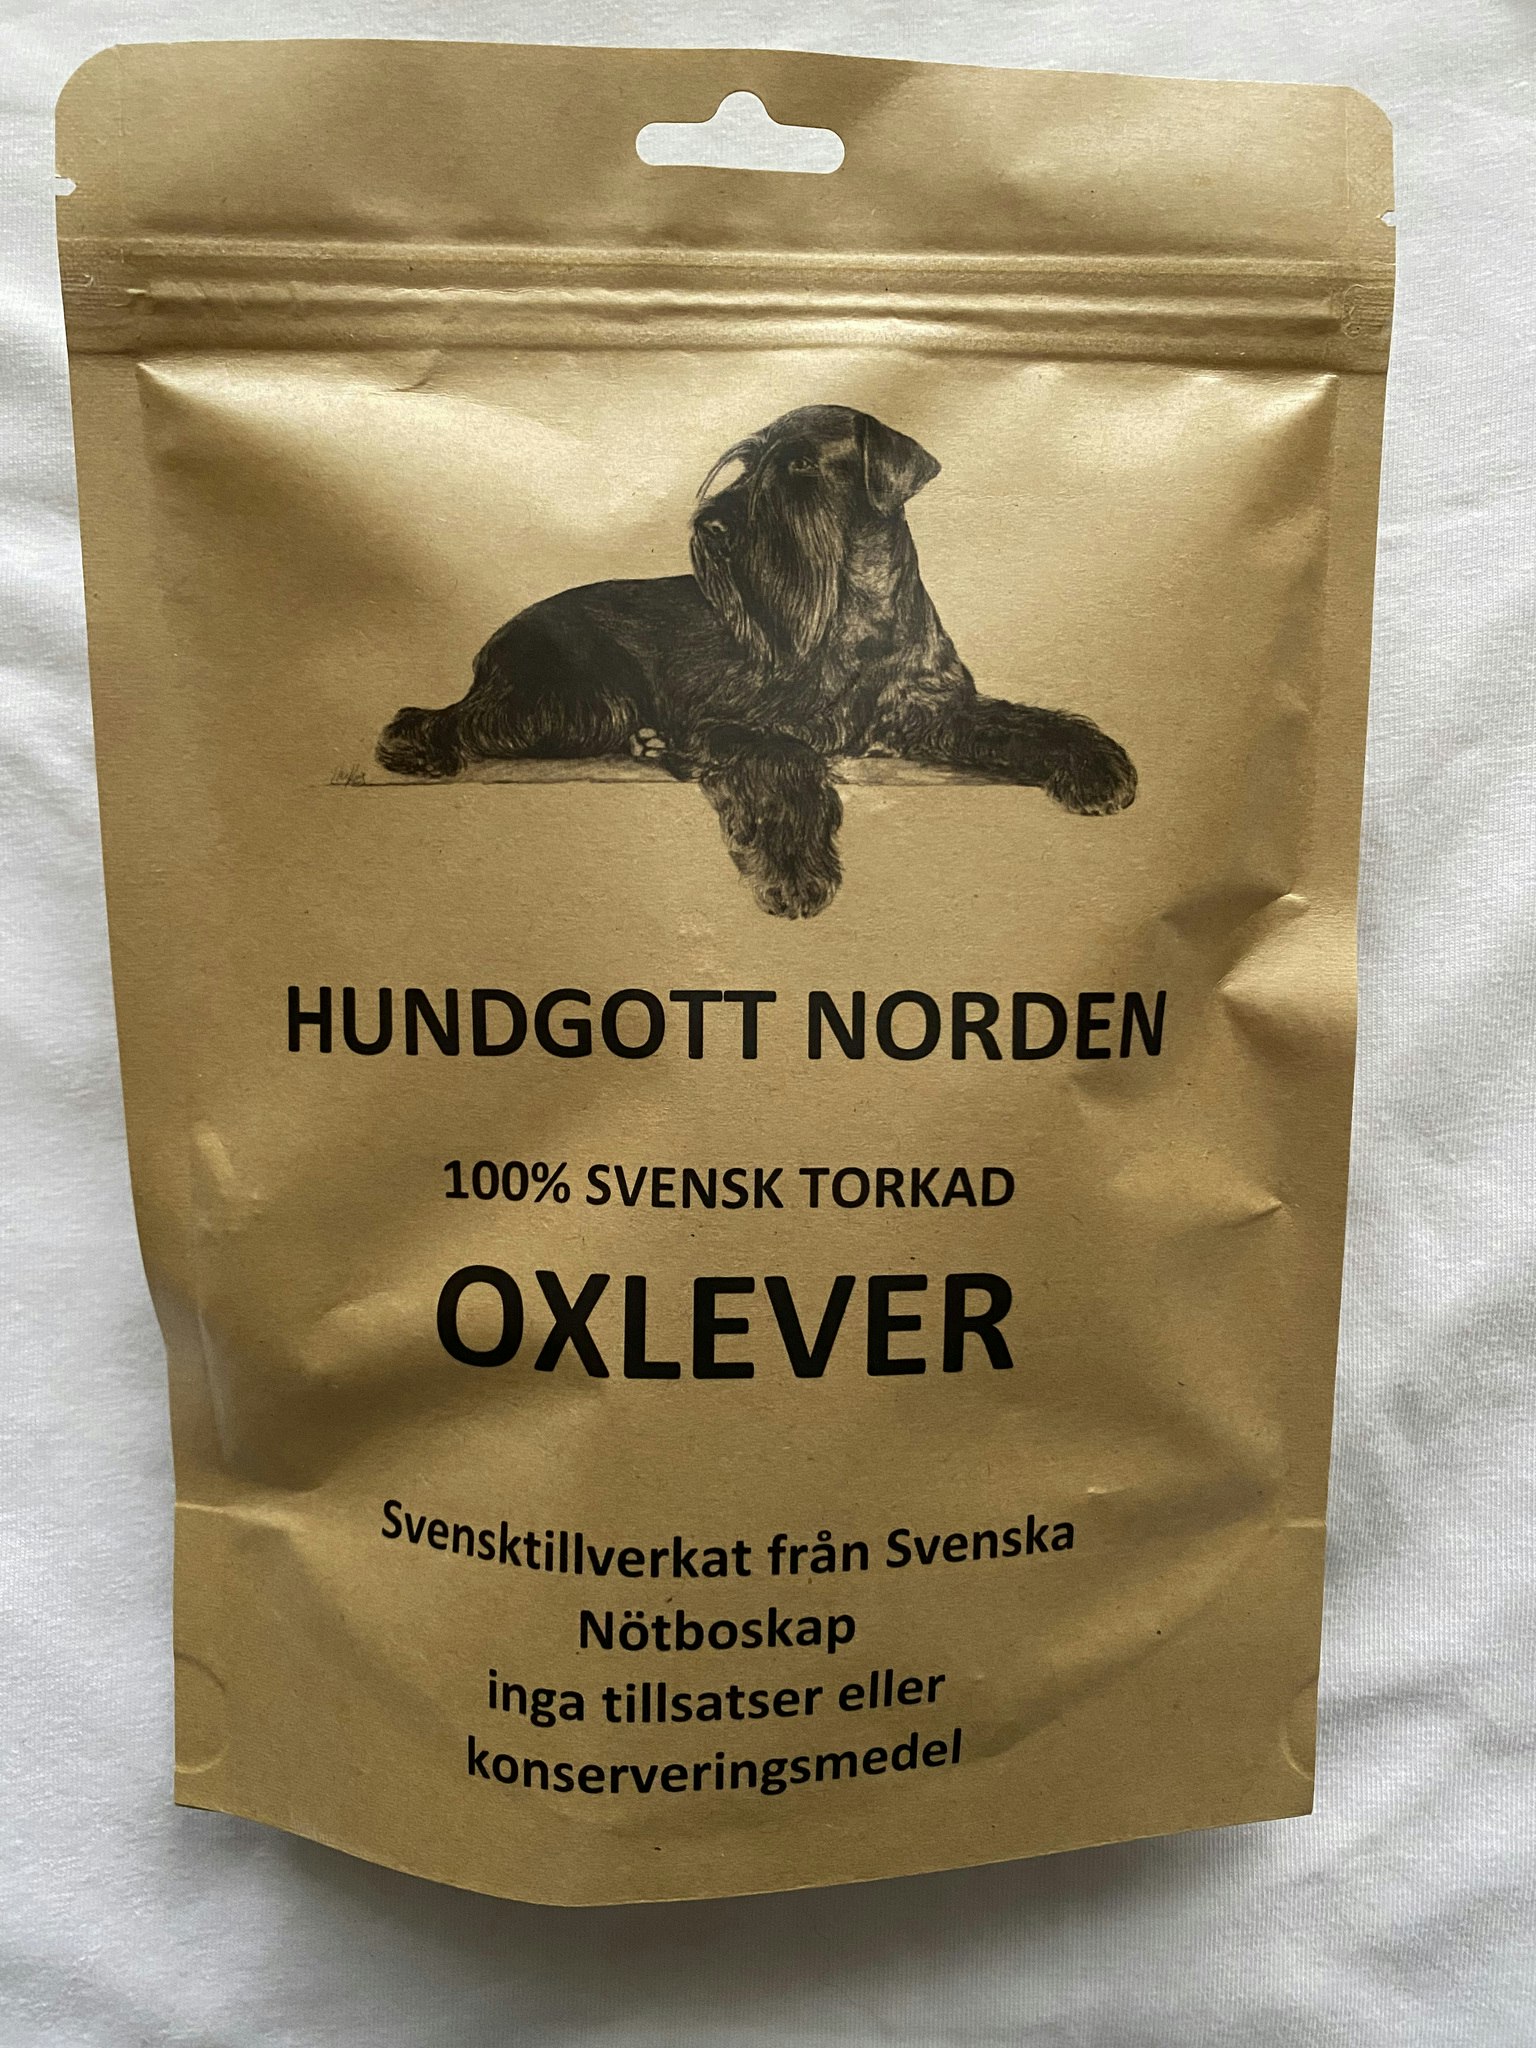 HUNDGOTT NORDEN
100% SVENSK TORKAD
OXLEVER
Svensktillverkat från Svenska
Nötboskap
inga tillsatser eller
konserveringsmedel